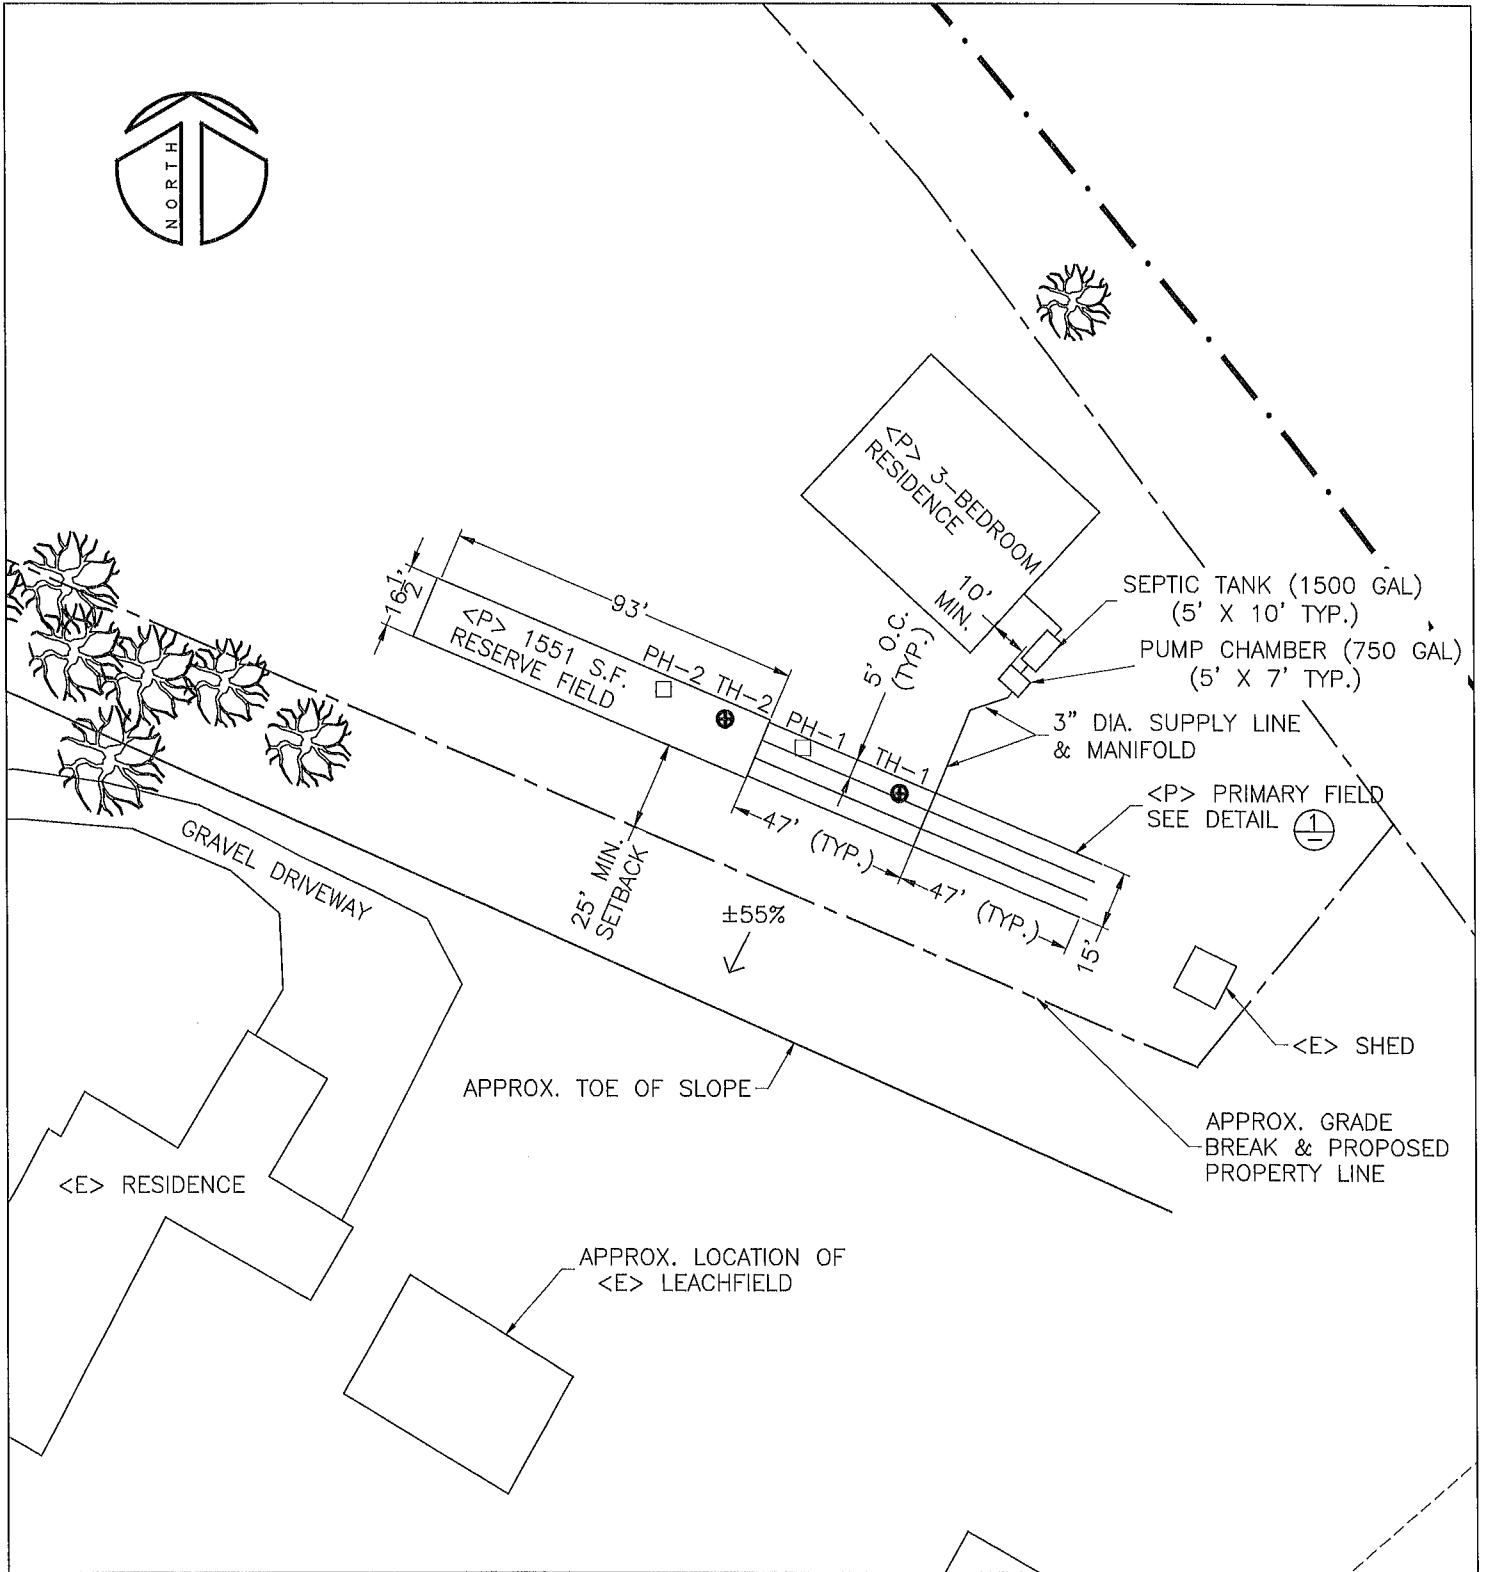 NORTH
<P> 3-BEDROOM
RESIDENCE
10'
MIN.
SEPTIC TANK (1500 GAL)
(5' X 10' TYP.)
PUMP CHAMBER (750 GAL)
(5' X 7' TYP.)
3" DIA. SUPPLY LINE
& MANIFOLD
<P> PRIMARY FIELD
SEE DETAIL 1
93'
16 1/2'
<P> 1551 S.F.
RESERVE FIELD
PH-2 TH-2
PH-1 TH-1
5' O.C.
(TYP.)
47' (TYP.)
47' (TYP.)
15'
25' MIN.
SETBACK
±55%
GRAVEL DRIVEWAY
<E> SHED
APPROX. TOE OF SLOPE
APPROX. GRADE
BREAK & PROPOSED
PROPERTY LINE
<E> RESIDENCE
APPROX. LOCATION OF
<E> LEACHFIELD